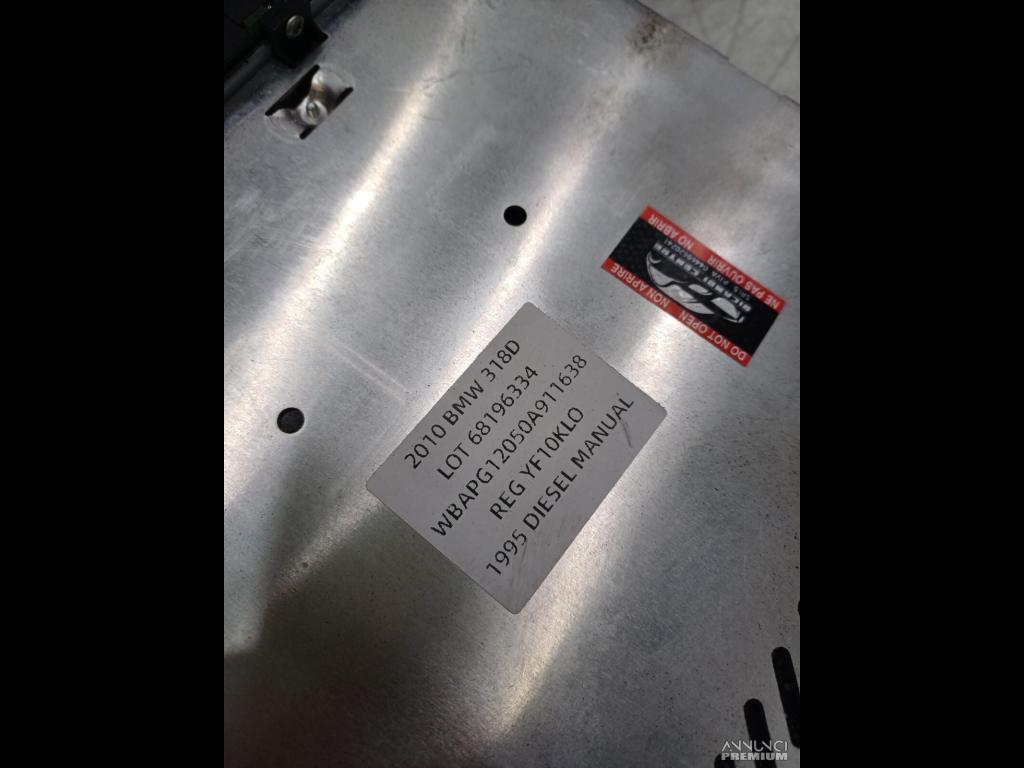 2010 BMW 318D
LOT 68196334
WBAPG12050A911638
REG YF10KLO
1995 DIESEL MANUAL
DO NOT OPEN
NON APRIRE
NE PAS OUVRIR
NO ABRIR
ANNUNCI
PREMIUM